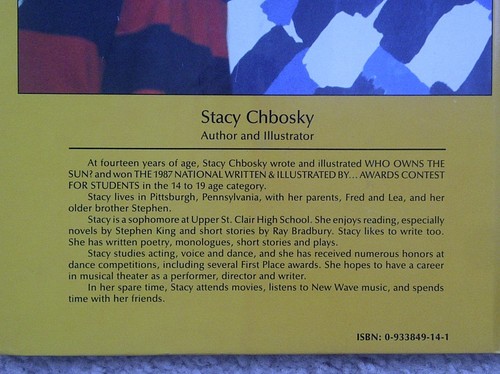 Stacy Chbosky
Author and Illustrator
At fourteen years of age, Stacy Chbosky wrote and illustrated WHO OWNS THE
SUN? and won THE 1987 NATIONAL WRITTEN & ILLUSTRATED BY... AWARDS CONTEST
FOR STUDENTS in the 14 to 19 age category.
Stacy lives in Pittsburgh, Pennsylvania, with her parents, Fred and Lea, and her
older brother Stephen.
Stacy is a sophomore at Upper St. Clair High School. She enjoys reading, especially
novels by Stephen King and short stories by Ray Bradbury. Stacy likes to write too.
She has written poetry, monologues, short stories and plays.
Stacy studies acting, voice and dance, and she has received numerous honors at
dance competitions, including several First Place awards. She hopes to have a career
in musical theater as a performer, director and writer.
In her spare time, Stacy attends movies, listens to New Wave music, and spends
time with her friends.
ISBN: 0-933849-14-1